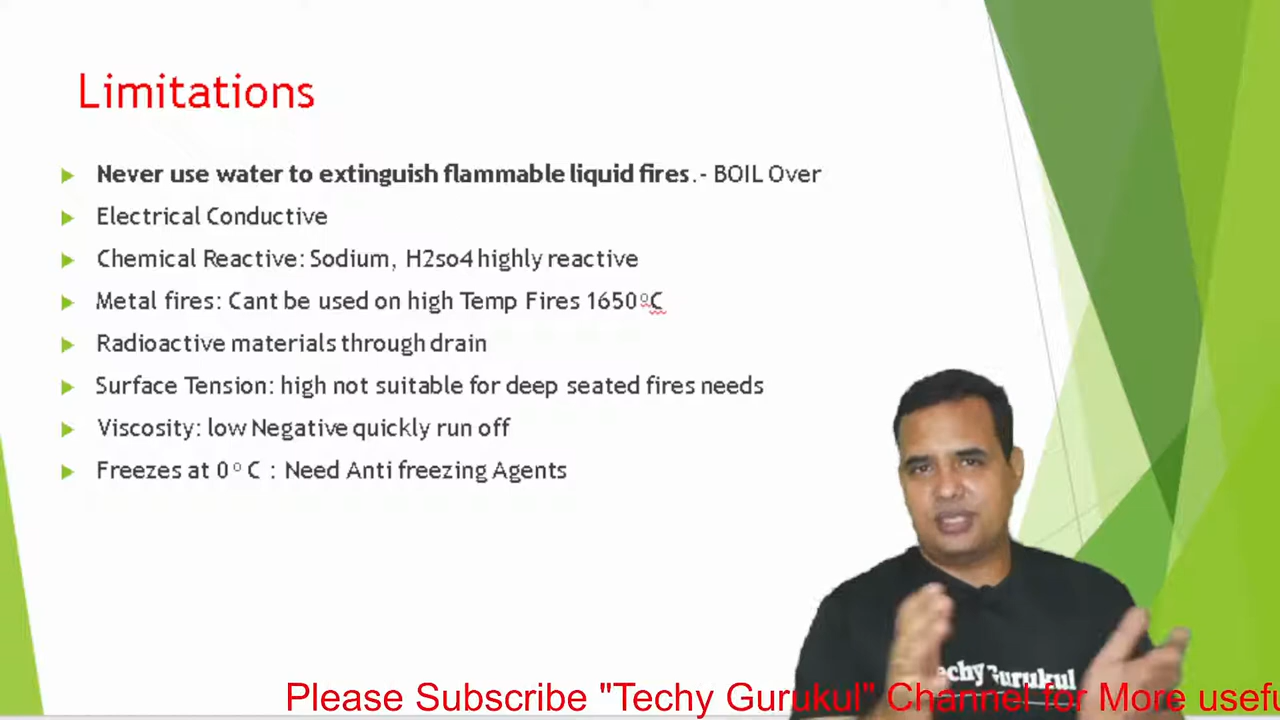 Limitations
Never use water to extinguish flammable liquid fires.- BOIL Over
Electrical Conductive
Chemical Reactive: Sodium, H2so4 highly reactive
Metal fires: Cant be used on high Temp Fires 1650°C
Radioactive materials through drain
Surface Tension: high not suitable for deep seated fires needs
Viscosity: low Negative quickly run off
Freezes at 0° C : Need Anti freezing Agents
echy Gurukul
Please Subscribe "Techy Gurukul" Channel for More usefu